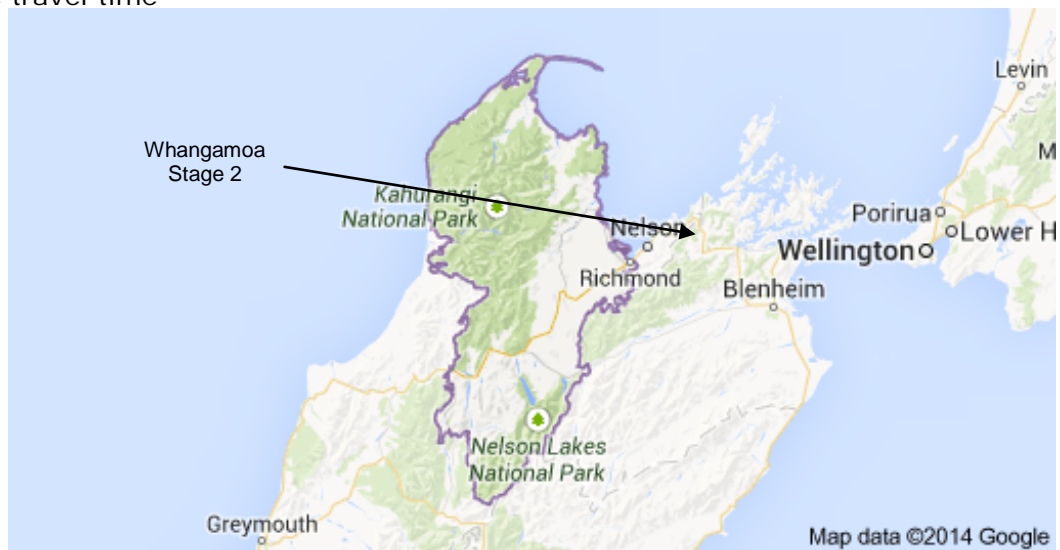 travel time
Levin
Whangamoa
Stage 2
M
Kahurangi
National Park
Porirua
Nelson
Lower H
Wellington
Richmond
Blenheim
Nelson Lakes
National Park
Greymouth
Map data ©2014 Google